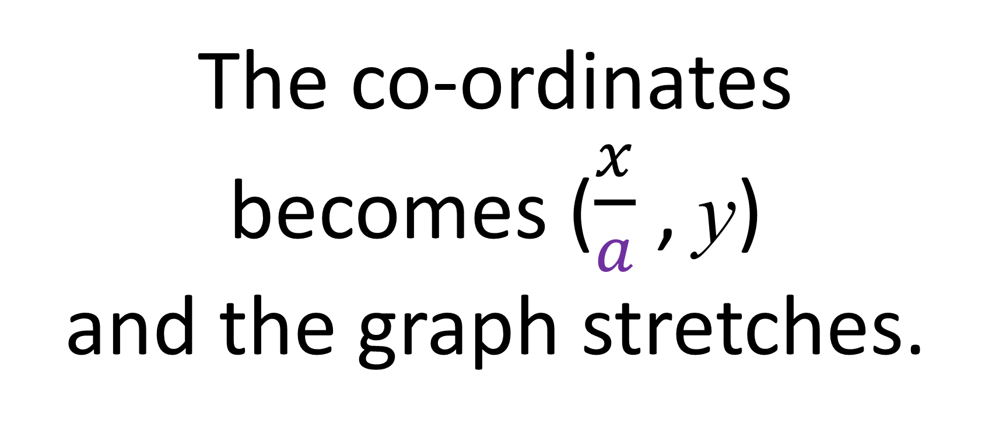 The co-ordinates
becomes (x/a , y)
and the graph stretches.